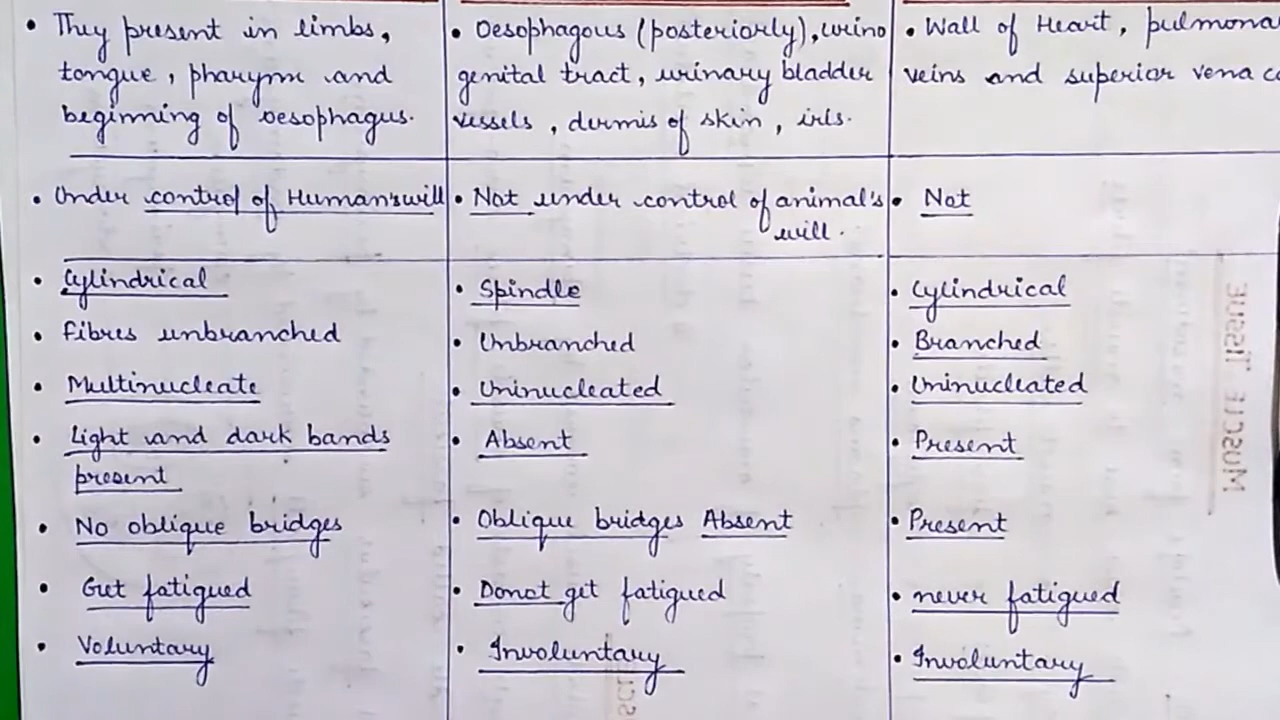 • They present in limbs,
tongue, pharynx and
beginning of oesophagus.
• Oesophagous (posteriorly), urino
genital tract, urinary bladder
vessels, dermis of skin, iris.
• Wall of Heart, pulmona
veins and superior vena c
• Under control of Human's will
• Not under control of animal's
will.
• Not
• Cylindrical
• Spindle
• Cylindrical
• Fibres unbranched
• Unbranched
• Branched
• Multinucleate
• Uninucleated
• Uninucleated
• Light and dark bands
present
• Absent
• Present
• No oblique bridges
• Oblique bridges Absent
• Present
• Get fatigued
• Donot get fatigued
• never fatigued
• Voluntary
• Involuntary
• Involuntary
MUSCLE TISSUE